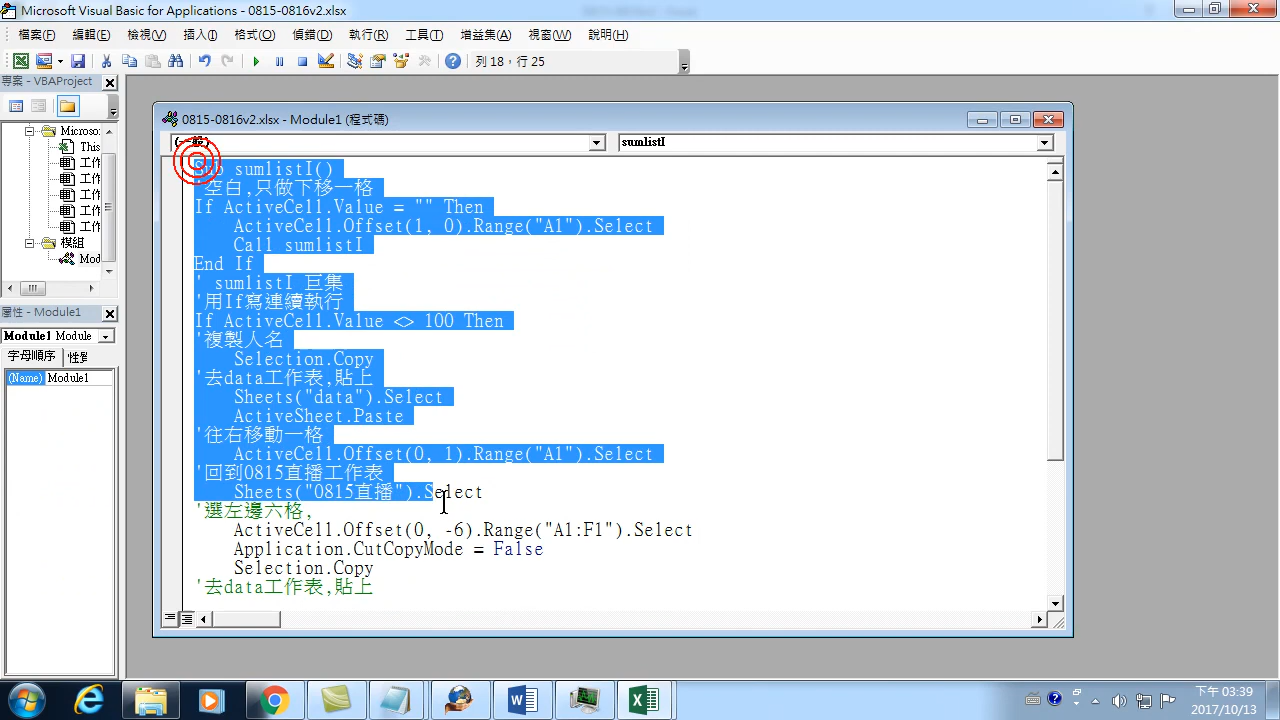 Microsoft Visual Basic for Applications - 0815-0816v2.xlsx
檔案(F) 編輯(E) 檢視(V) 插入(I) 格式(O) 偵錯(D) 執行(R) 工具(T) 增益集(A) 視窗(W) 說明(H)
列 18，行 25
專案 - VBAProject
Microso
This
工作
工作
工作
工作
工作
模組
Mod
屬性 - Module1
Module1 Module
字母順序
(Name) Module1
0815-0816v2.xlsx - Module1 (程式碼)
sumlistI
Sub sumlistI()
'空白,只做下移一格
If ActiveCell.Value = "" Then
ActiveCell.Offset(1, 0).Range("A1").Select
Call sumlistI
End If
' sumlistI 巨集
'用If寫連續執行
If ActiveCell.Value <> 100 Then
'複製人名
Selection.Copy
'去data工作表,貼上
Sheets("data").Select
ActiveSheet.Paste
'往右移動一格
ActiveCell.Offset(0, 1).Range("A1").Select
'回到0815直播工作表
Sheets("0815直播").Select
'選左邊六格,
ActiveCell.Offset(0, -6).Range("A1:F1").Select
Application.CutCopyMode = False
Selection.Copy
'去data工作表,貼上
下午 03:39
2017/10/13